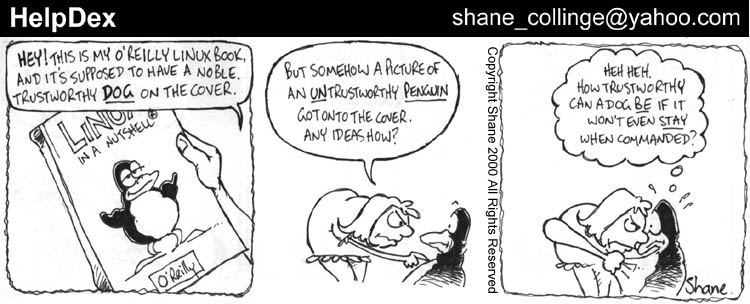 HelpDex
shane_collinge@yahoo.com
HEY! THIS IS MY O'REILLY LINUX BOOK,
AND IT'S SUPPOSED TO HAVE A NOBLE.
TRUSTWORTHY DOG ON THE COVER.
LINUX
IN A NUTSHELL
O'Reilly
BUT SOMEHOW A PICTURE OF
AN UNTRUSTWORTHY PENGUIN
GOT ONTO THE COVER.
ANY IDEAS HOW?
Copyright Shane 2000 All Rights Reserved
HEH HEH.
HOW TRUSTWORTHY
CAN A DOG BE IF IT
WON'T EVEN STAY
WHEN COMMANDED?
Shane